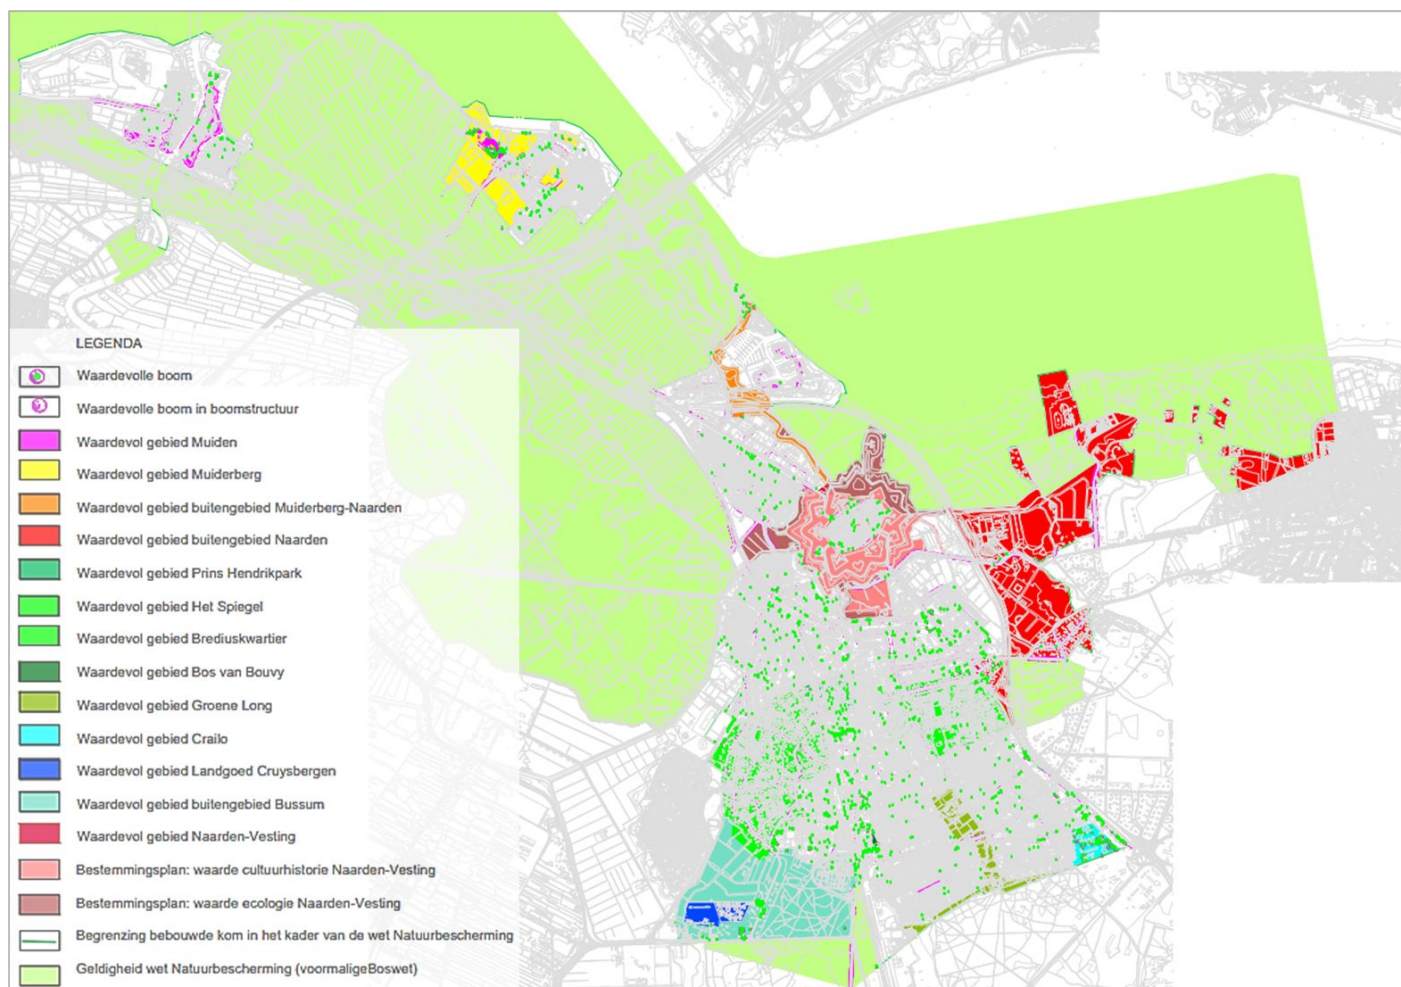 LEGENDA
Waardevolle boom
Waardevolle boom in boomstructuur
Waardevol gebied Muiden
Waardevol gebied Muiderberg
Waardevol gebied buitengebied Muiderberg-Naarden
Waardevol gebied buitengebied Naarden
Waardevol gebied Prins Hendrikpark
Waardevol gebied Het Spiegel
Waardevol gebied Brediuskwartier
Waardevol gebied Bos van Bouvy
Waardevol gebied Groene Long
Waardevol gebied Crailo
Waardevol gebied Landgoed Cruysbergen
Waardevol gebied buitengebied Bussum
Waardevol gebied Naarden-Vesting
Bestemmingsplan: waarde cultuurhistorie Naarden-Vesting
Bestemmingsplan: waarde ecologie Naarden-Vesting
Begrenzing bebouwde kom in het kader van de wet Natuurbescherming
Geldigheid wet Natuurbescherming (voormaligeBoswet)